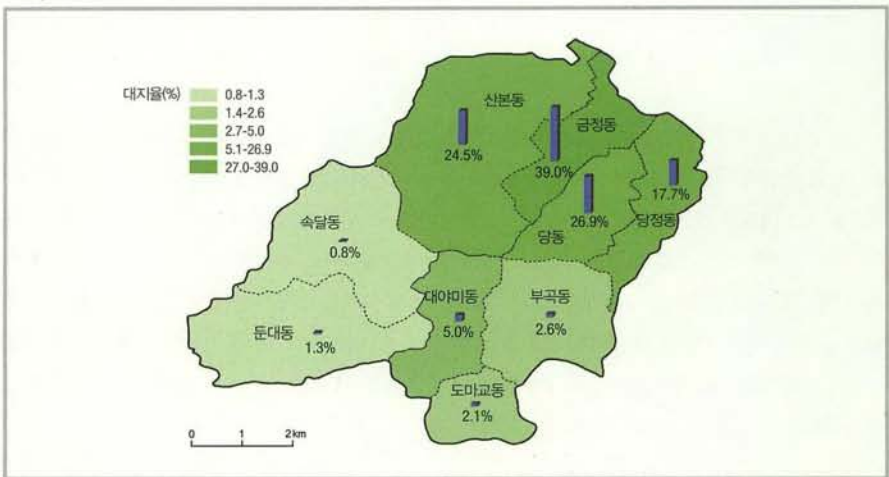 대지율(%)
0.8-1.3
1.4-2.6
2.7-5.0
5.1-26.9
27.0-39.0
산본동
24.5%
금정동
39.0%
17.7%
당정동
26.9%
당동
속달동
0.8%
대야미동
5.0%
부곡동
2.6%
둔대동
1.3%
도마교동
2.1%
0 1 2km